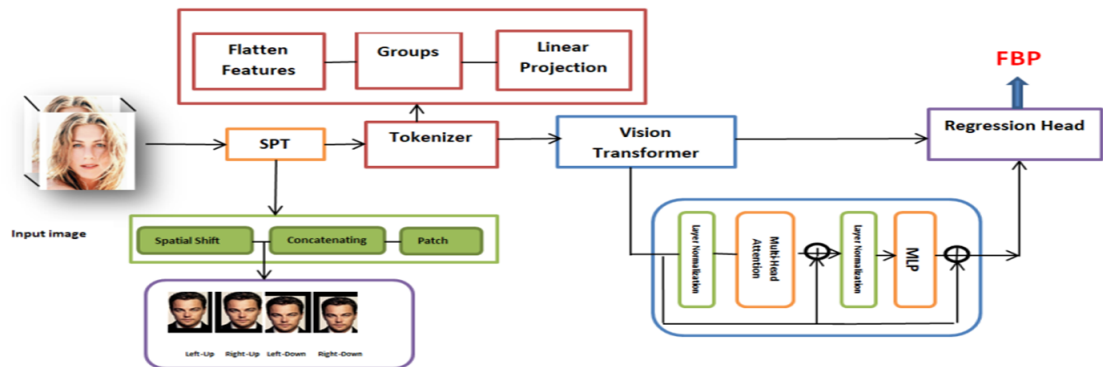 Flatten
Features
Groups
Linear
Projection
FBP
SPT
Tokenizer
Vision
Transformer
Regression Head
Input image
Spatial Shift
Concatenating
Patch
Layer Normalization
Multi-Head
Attention
Layer Normalization
MLP
Left-Up
Right-Up
Left-Down
Right-Down